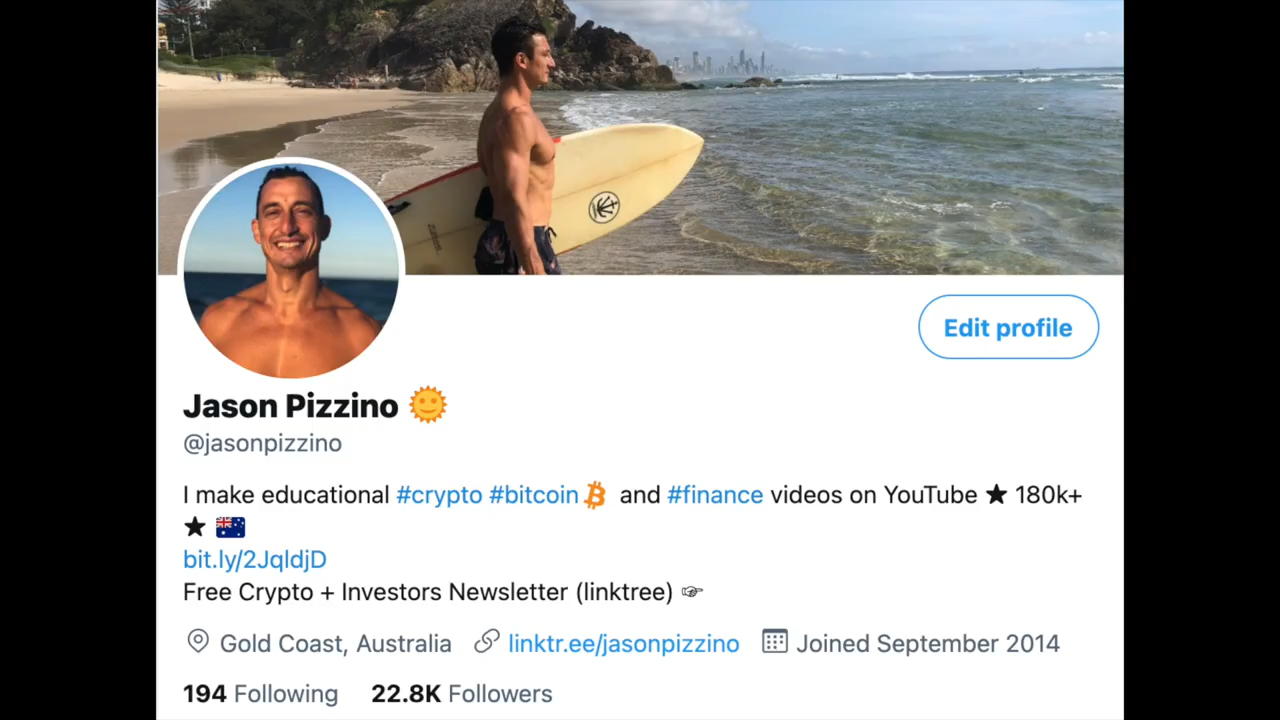 Edit profile
Jason Pizzino 🌞
@jasonpizzino
I make educational #crypto #bitcoin and #finance videos on YouTube ★ 180k+
★ 🇦🇺
bit.ly/2JqldjD
Free Crypto + Investors Newsletter (linktree) ☞
Gold Coast, Australia linktr.ee/jasonpizzino Joined September 2014
194 Following 22.8K Followers